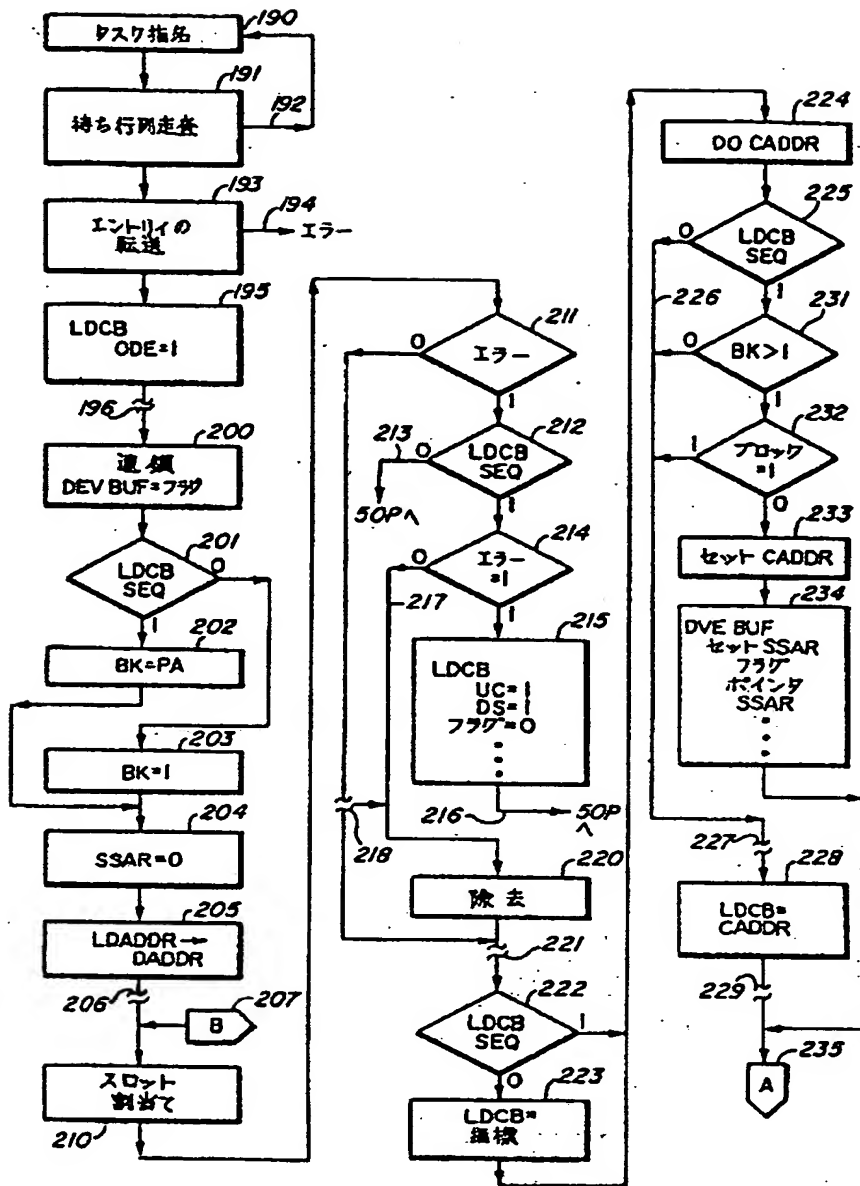 190
タスク指名
191
待ち行列走査
192
193
エントリィの
転送
194
エラー
195
LDCB
ODE=1
196
200
連鎖
DEV BUF=フラグ
201
LDCB
SEQ
0
1
202
BK=PA
203
BK=1
204
SSAR=0
205
LDADDR→
DADDR
206
207
B
スロット
割当て
210
211
エラー
0
1
212
213
LDCB
SEQ
0
50Pへ
1
214
エラー
=1
0
217
1
215
LDCB
UC=1
DS=1
フラグ=0
216
50P
へ
218
220
除去
221
222
LDCB
SEQ
1
0
223
LDCB=
224
DO CADDR
225
LDCB
SEQ
0
226
1
231
BK>1
0
1
232
ブロック
=1
1
0
233
セット CADDR
234
DVE BUF
セット SSAR
フラグ
ポインタ
SSAR
227
228
LDCB=
CADDR
229
235
A